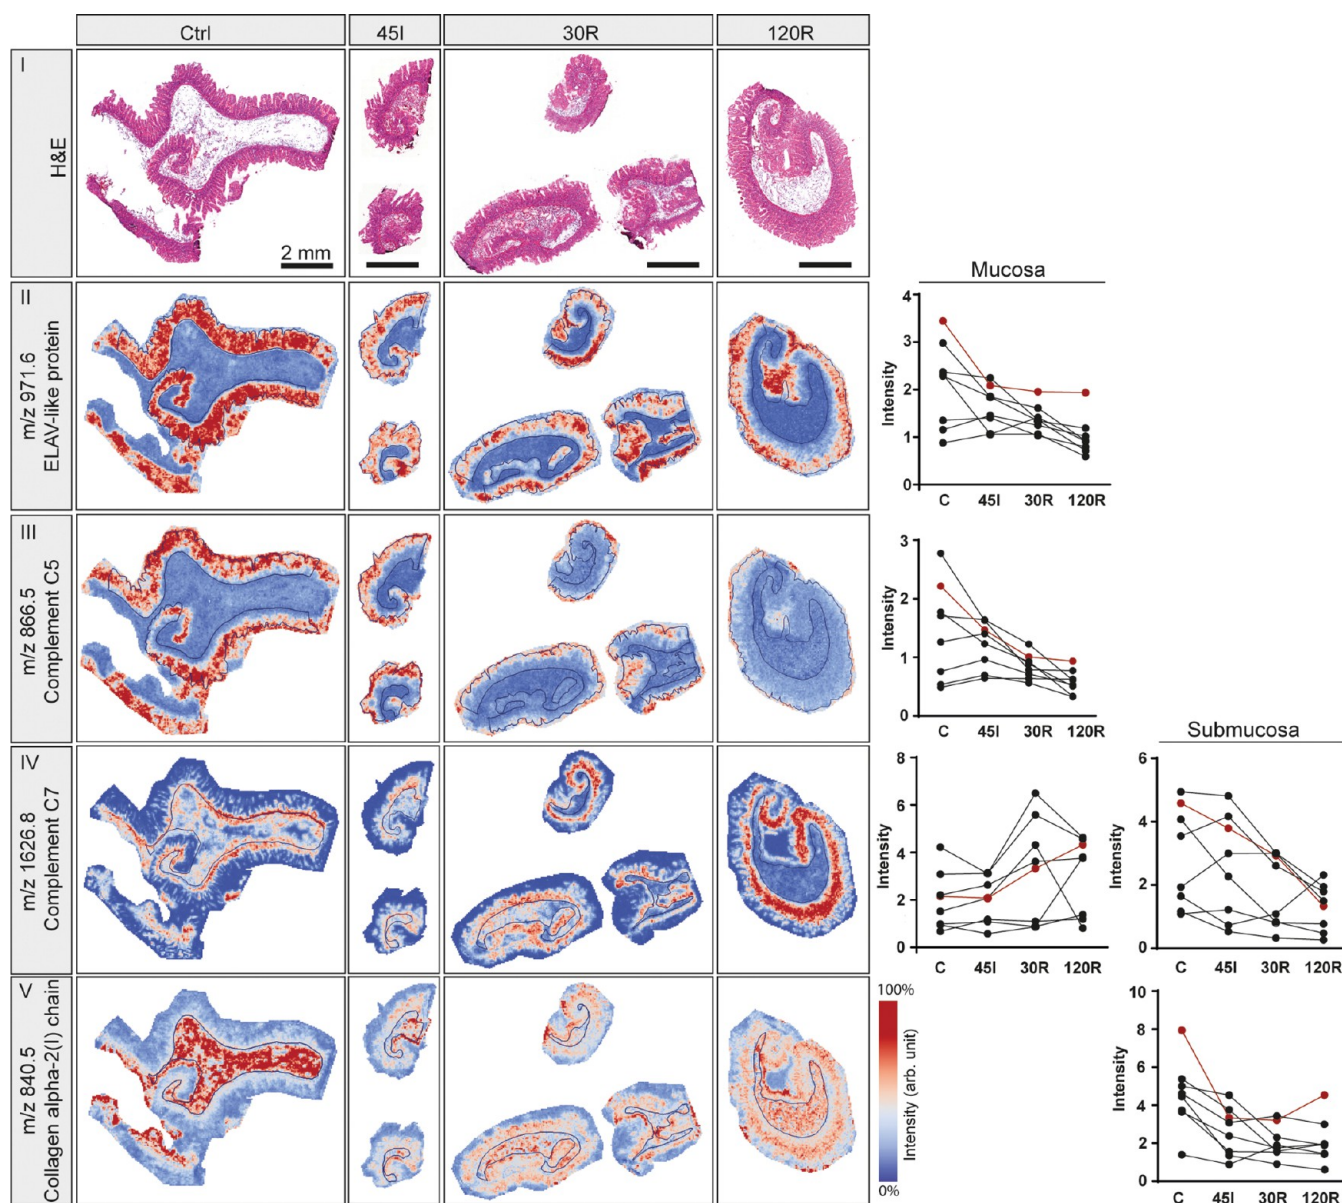 Ctrl 45I 30R 120R
I
H&E
2 mm
II
m/z 971.6
ELAV-like protein
Mucosa
Intensity
4
3
2
1
0
C 45I 30R 120R
III
m/z 866.5
Complement C5
Intensity
3
2
1
0
C 45I 30R 120R
IV
m/z 1626.8
Complement C7
Intensity
8
6
4
2
0
C 45I 30R 120R
Submucosa
Intensity
6
4
2
0
C 45I 30R 120R
V
m/z 840.5
Collagen alpha-2(I) chain
100%
Intensity (arb. unit)
0%
Intensity
10
8
6
4
2
0
C 45I 30R 120R